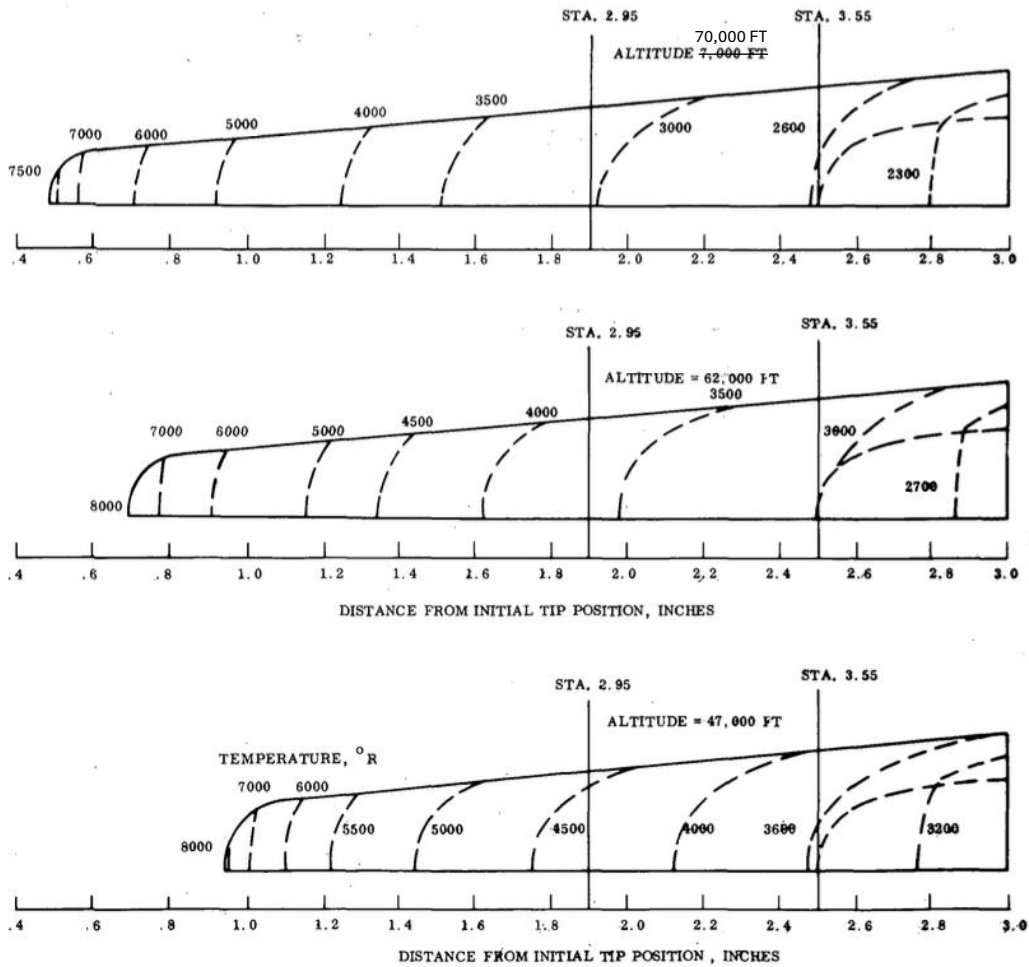 STA. 2.95
STA. 3.55
70,000 FT
ALTITUDE 7,000 FT
7500
7000
6000
5000
4000
3500
3000
2600
2300
.4 .6 .8 1.0 1.2 1.4 1.6 1.8 2.0 2.2 2.4 2.6 2.8 3.0
STA. 2.95
STA. 3.55
ALTITUDE = 62,000 FT
8000
7000
6000
5000
4500
4000
3500
3000
2700
.4 .6 .8 1.0 1.2 1.4 1.6 1.8 2.0 2.2 2.4 2.6 2.8 3.0
DISTANCE FROM INITIAL TIP POSITION, INCHES
STA. 2.95
STA. 3.55
ALTITUDE = 47,000 FT
TEMPERATURE, °R
8000
7000
6000
5500
5000
4500
4000
3600
3200
.4 .6 .8 1.0 1.2 1.4 1.6 1.8 2.0 2.2 2.4 2.6 2.8 3.0
DISTANCE FROM INITIAL TIP POSITION, INCHES